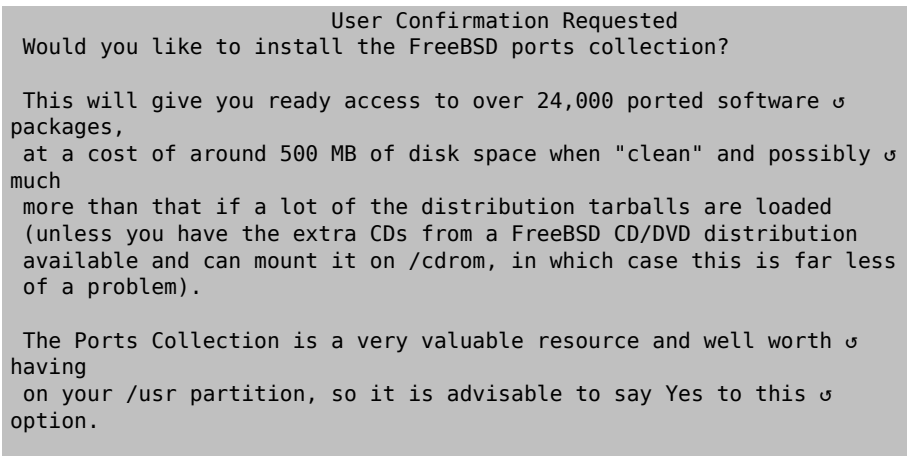 User Confirmation Requested
Would you like to install the FreeBSD ports collection?
This will give you ready access to over 24,000 ported software ↺
packages,
at a cost of around 500 MB of disk space when "clean" and possibly ↺
much
more than that if a lot of the distribution tarballs are loaded
(unless you have the extra CDs from a FreeBSD CD/DVD distribution
available and can mount it on /cdrom, in which case this is far less
of a problem).
The Ports Collection is a very valuable resource and well worth ↺
having
on your /usr partition, so it is advisable to say Yes to this ↺
option.